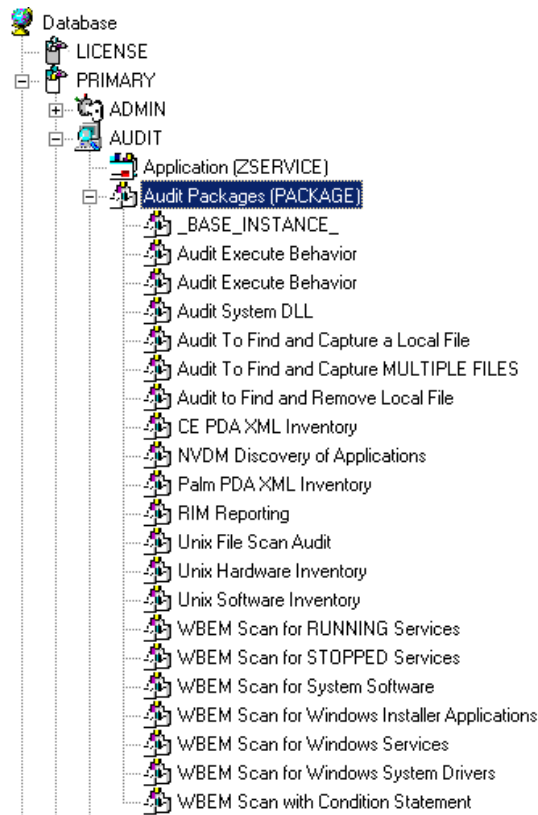 Database
LICENSE
PRIMARY
ADMIN
AUDIT
Application (ZSERVICE)
Audit Packages (PACKAGE)
_BASE_INSTANCE_
Audit Execute Behavior
Audit Execute Behavior
Audit System DLL
Audit To Find and Capture a Local File
Audit To Find and Capture MULTIPLE FILES
Audit to Find and Remove Local File
CE PDA XML Inventory
NVDM Discovery of Applications
Palm PDA XML Inventory
RIM Reporting
Unix File Scan Audit
Unix Hardware Inventory
Unix Software Inventory
WBEM Scan for RUNNING Services
WBEM Scan for STOPPED Services
WBEM Scan for System Software
WBEM Scan for Windows Installer Applications
WBEM Scan for Windows Services
WBEM Scan for Windows System Drivers
WBEM Scan with Condition Statement